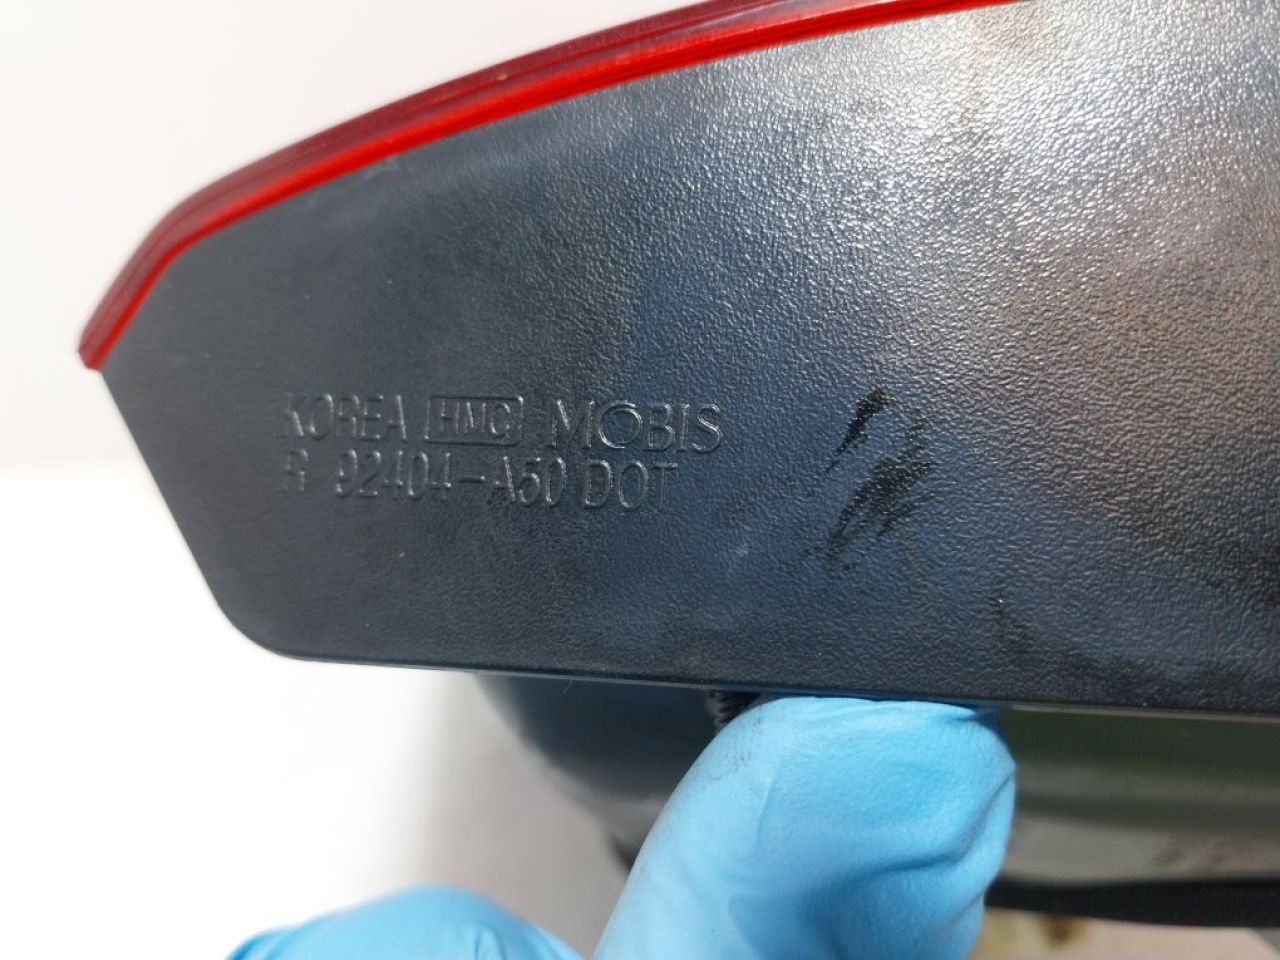 KOREA HMC MOBIS
R 92404-A50 DOT